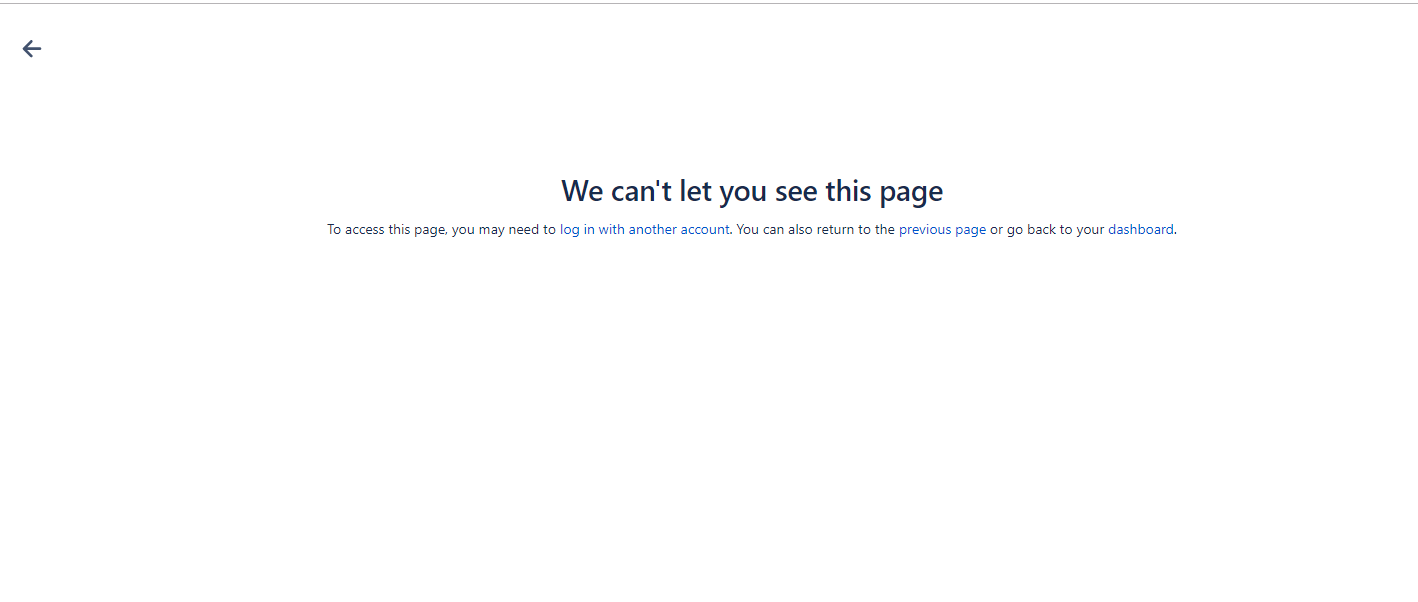 We can't let you see this page
To access this page, you may need to log in with another account. You can also return to the previous page or go back to your dashboard.